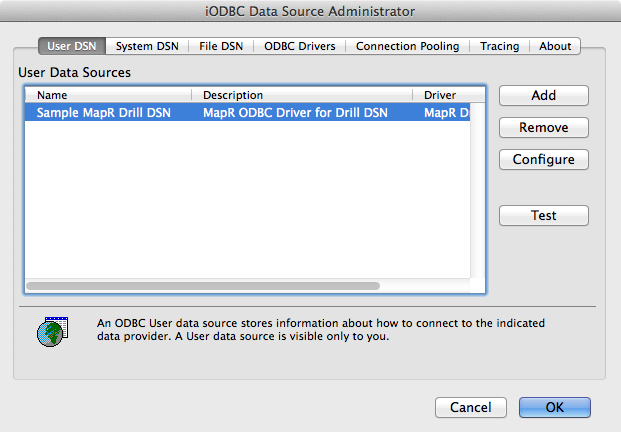 iODBC Data Source Administrator
User DSN System DSN File DSN ODBC Drivers Connection Pooling Tracing About
User Data Sources
Name Description Driver
Sample MapR Drill DSN MapR ODBC Driver for Drill DSN MapR D
Add
Remove
Configure
Test
An ODBC User data source stores information about how to connect to the indicated
data provider. A User data source is visible only to you.
Cancel OK